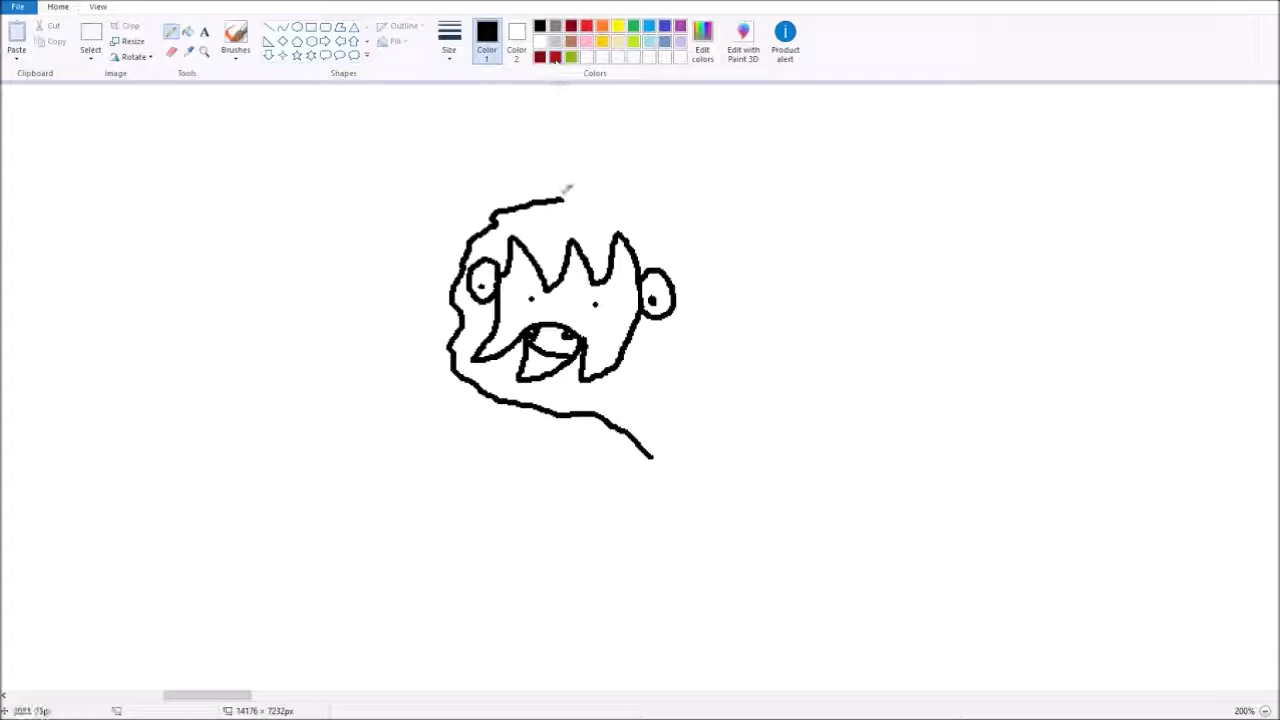 File Home View
Cut
Crop
Outline
Copy
Resize
Fill
Paste
Select
Rotate
Brushes
Size
Color
1
Color
2
Edit
colors
Edit with
Paint 3D
Product
alert
Clipboard Image Tools Shapes Colors
14176 × 7232px
200%